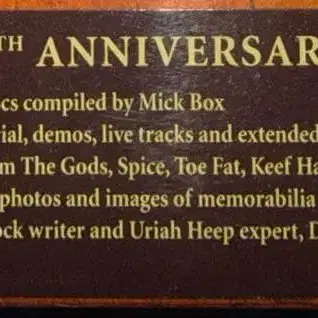 TH ANNIVERSAR
cs compiled by Mick Box
ial, demos, live tracks and extended
m The Gods, Spice, Toe Fat, Keef Ha
photos and images of memorabilia
ock writer and Uriah Heep expert, D